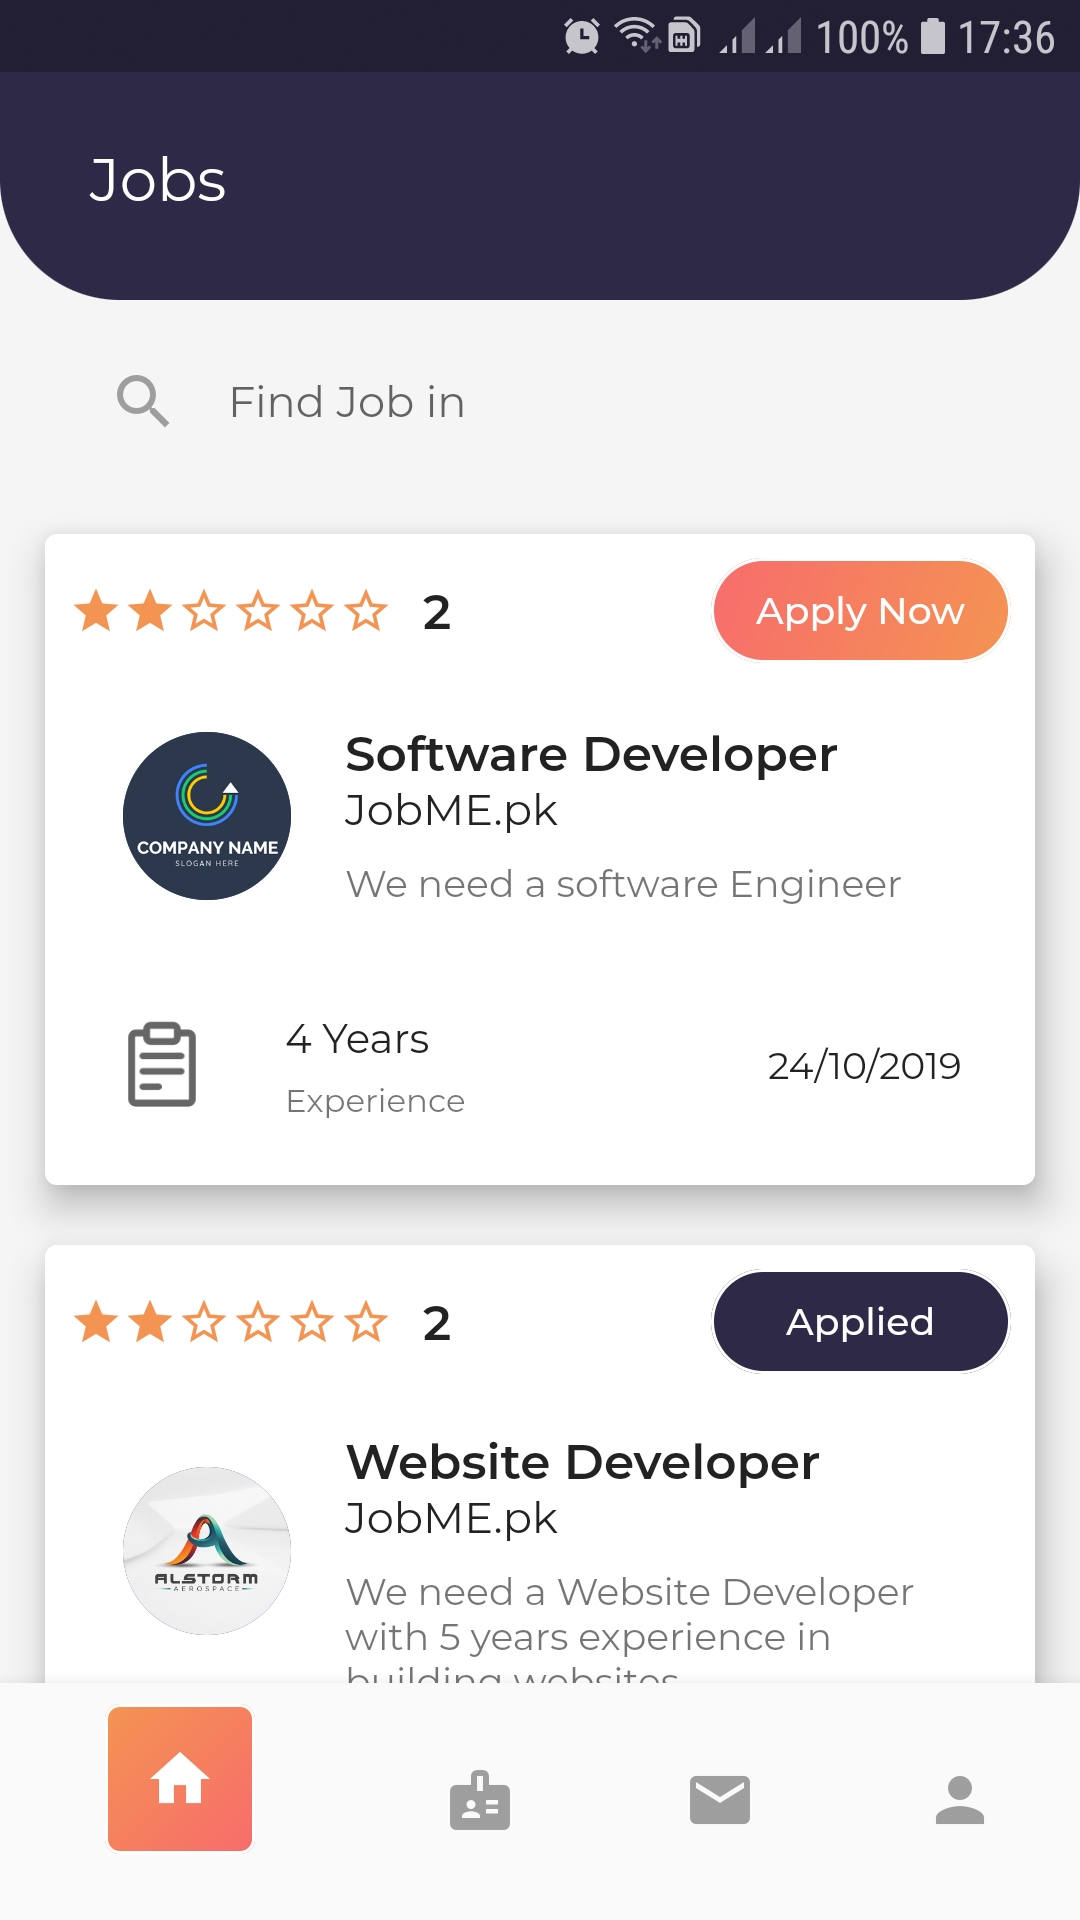 100% 17:36
Jobs
Find Job in
2 Apply Now
Software Developer
JobME.pk
COMPANY NAME
SLOGAN HERE
We need a software Engineer
4 Years
Experience
24/10/2019
2 Applied
Website Developer
JobME.pk
ALSTORM
AEROSPACE
We need a Website Developer
with 5 years experience in
building websites